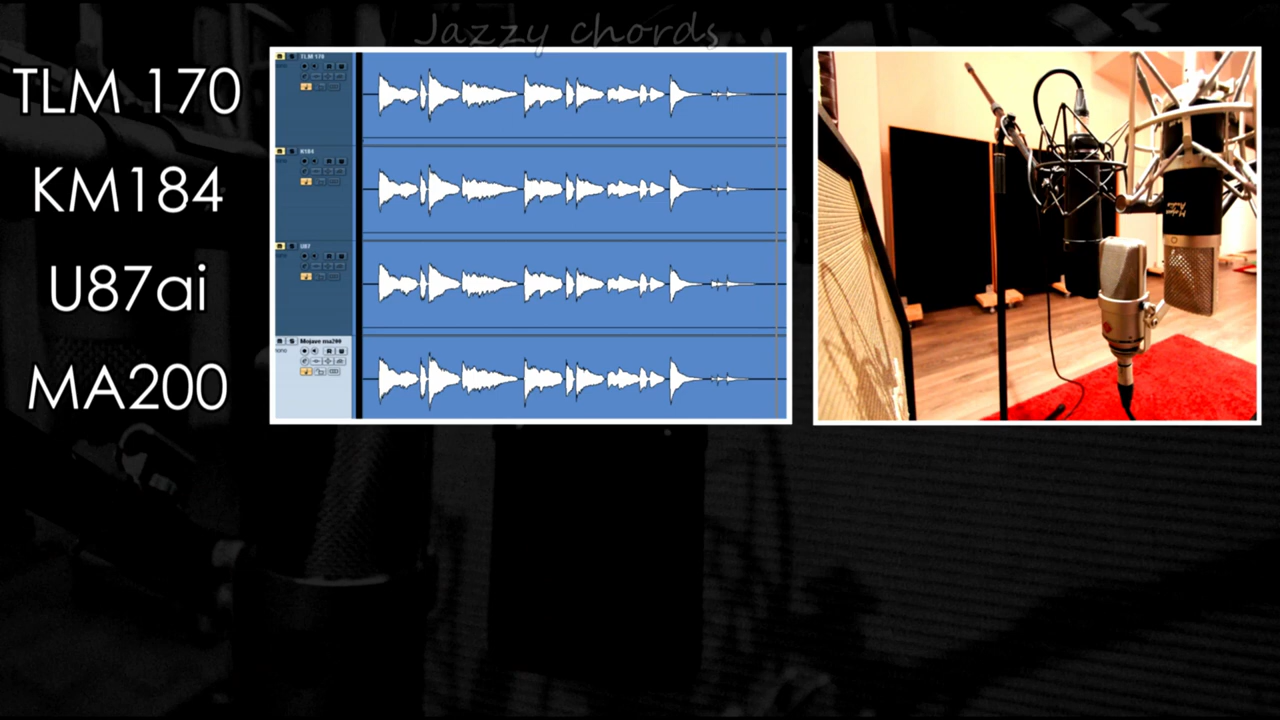 Jazzy chords
TLM 170
KM184
U87ai
MA200
TLM 170
K184
U87
Mojave ma200